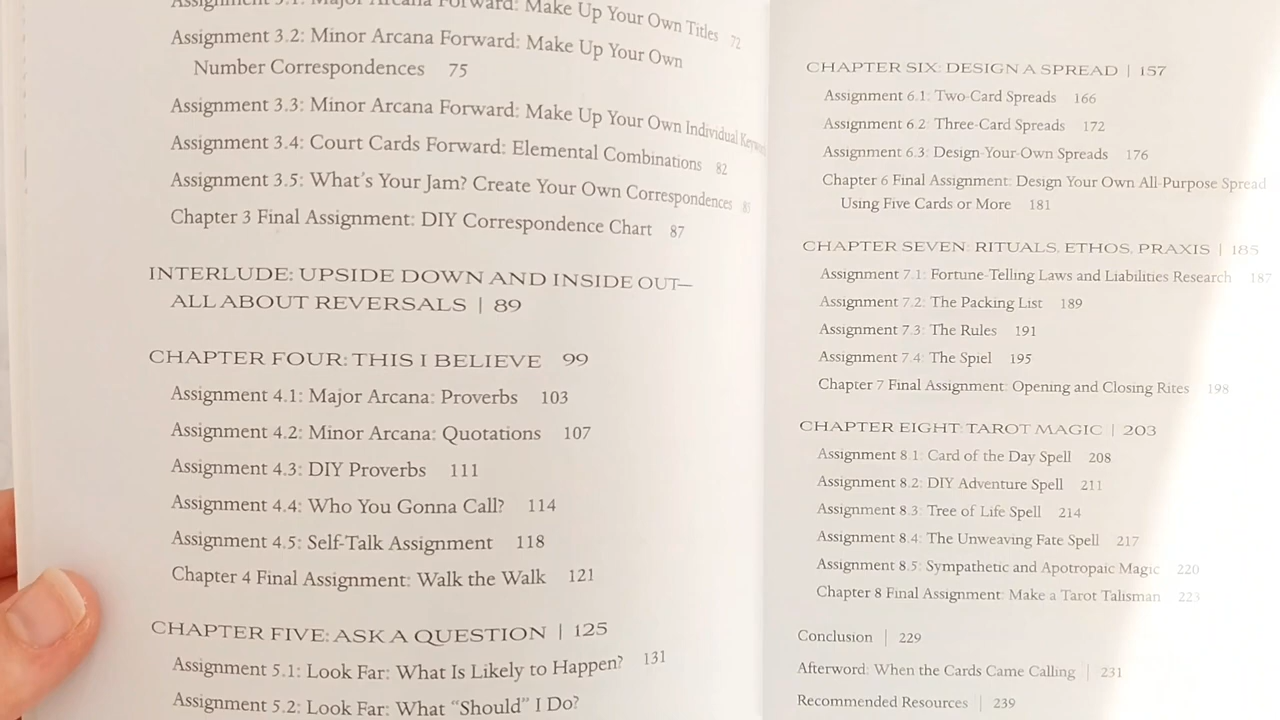 Assignment 3.1: Major Arcana Forward: Make Up Your Own Titles 72
Assignment 3.2: Minor Arcana Forward: Make Up Your Own
Number Correspondences 75
Assignment 3.3: Minor Arcana Forward: Make Up Your Own Individual
Assignment 3.4: Court Cards Forward: Elemental Combinations 82
Assignment 3.5: What's Your Jam? Create Your Own Correspondences
Chapter 3 Final Assignment: DIY Correspondence Chart 87
INTERLUDE: UPSIDE DOWN AND INSIDE OUT—
ALL ABOUT REVERSALS | 89
CHAPTER FOUR: THIS I BELIEVE 99
Assignment 4.1: Major Arcana: Proverbs 103
Assignment 4.2: Minor Arcana: Quotations 107
Assignment 4.3: DIY Proverbs 111
Assignment 4.4: Who You Gonna Call? 114
Assignment 4.5: Self-Talk Assignment 118
Chapter 4 Final Assignment: Walk the Walk 121
CHAPTER FIVE: ASK A QUESTION | 125
Assignment 5.1: Look Far: What Is Likely to Happen? 131
Assignment 5.2: Look Far: What “Should” I Do?
CHAPTER SIX: DESIGN A SPREAD | 157
Assignment 6.1: Two-Card Spreads 166
Assignment 6.2: Three-Card Spreads 172
Assignment 6.3: Design-Your-Own Spreads 176
Chapter 6 Final Assignment: Design Your Own All-Purpose Spread
Using Five Cards or More 181
CHAPTER SEVEN: RITUALS, ETHOS, PRAXIS | 185
Assignment 7.1: Fortune-Telling Laws and Liabilities Research 187
Assignment 7.2: The Packing List 189
Assignment 7.3: The Rules 191
Assignment 7.4: The Spiel 195
Chapter 7 Final Assignment: Opening and Closing Rites 198
CHAPTER EIGHT: TAROT MAGIC | 203
Assignment 8.1: Card of the Day Spell 208
Assignment 8.2: DIY Adventure Spell 211
Assignment 8.3: Tree of Life Spell 214
Assignment 8.4: The Unweaving Fate Spell 217
Assignment 8.5: Sympathetic and Apotropaic Magic 220
Chapter 8 Final Assignment: Make a Tarot Talisman 223
Conclusion | 229
Afterword: When the Cards Came Calling | 231
Recommended Resources | 239